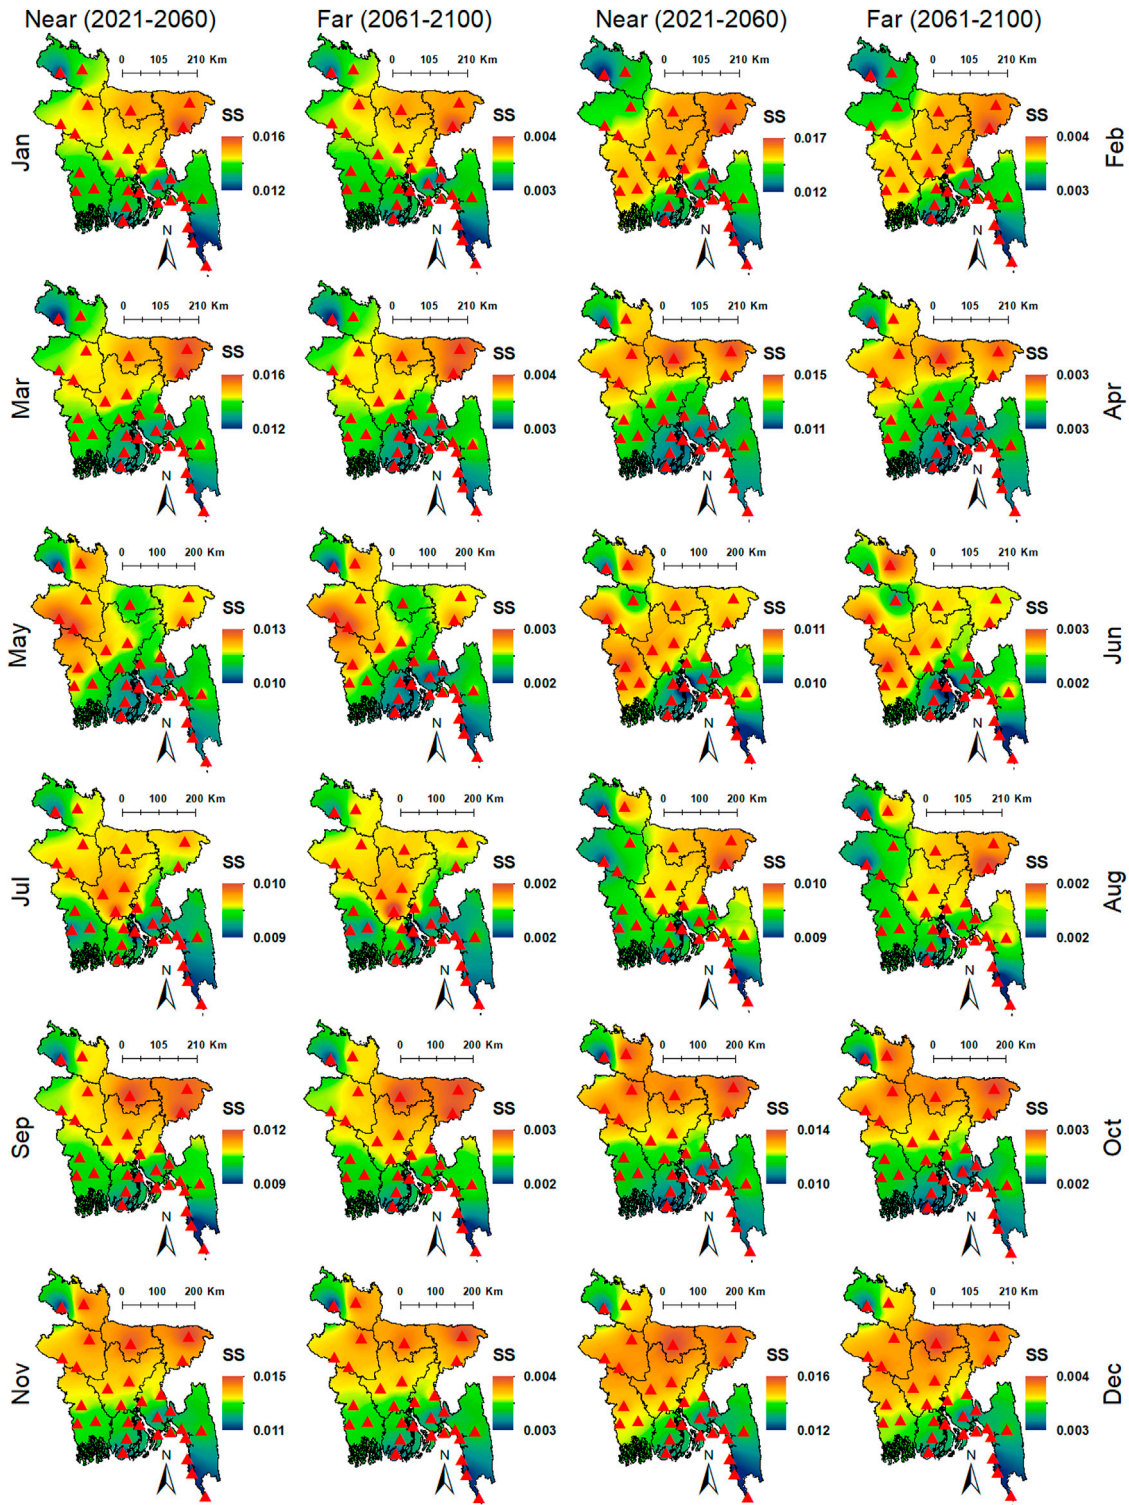 Near (2021-2060) Far (2061-2100) Near (2021-2060) Far (2061-2100)
Jan
0 105 210 Km
SS
0.016
0.012
N
0 105 210 Km
SS
0.004
0.003
N
0 105 210 Km
SS
0.017
0.012
N
0 105 210 Km
SS
0.004
0.003
N
Feb
Mar
0 105 210 Km
SS
0.016
0.012
N
0 105 210 Km
SS
0.004
0.003
N
0 105 210 Km
SS
0.015
0.011
N
0 105 210 Km
SS
0.003
0.003
N
Apr
May
0 100 200 Km
SS
0.013
0.010
N
0 100 200 Km
SS
0.003
0.002
N
0 100 200 Km
SS
0.011
0.010
N
0 105 210 Km
SS
0.003
0.002
N
Jun
Jul
0 100 200 Km
SS
0.010
0.009
N
0 100 200 Km
SS
0.002
0.002
N
0 100 200 Km
SS
0.010
0.009
N
0 105 210 Km
SS
0.002
0.002
N
Aug
Sep
0 105 210 Km
SS
0.012
0.009
N
0 100 200 Km
SS
0.003
0.002
N
0 100 200 Km
SS
0.014
0.010
N
0 100 200 Km
SS
0.003
0.002
N
Oct
Nov
0 100 200 Km
SS
0.015
0.011
N
0 100 200 Km
SS
0.004
0.003
N
0 100 200 Km
SS
0.016
0.012
N
0 105 210 Km
SS
0.004
0.003
N
Dec